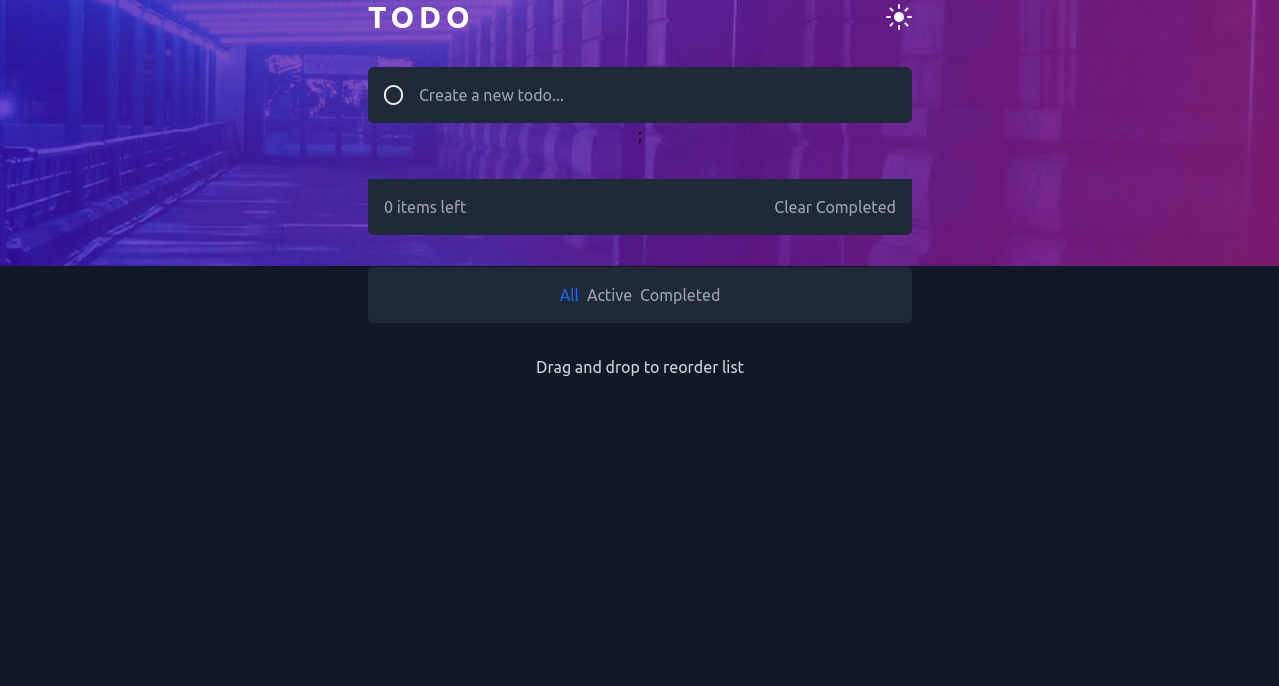 TODO
Create a new todo...
;
0 items left Clear Completed
All Active Completed
Drag and drop to reorder list